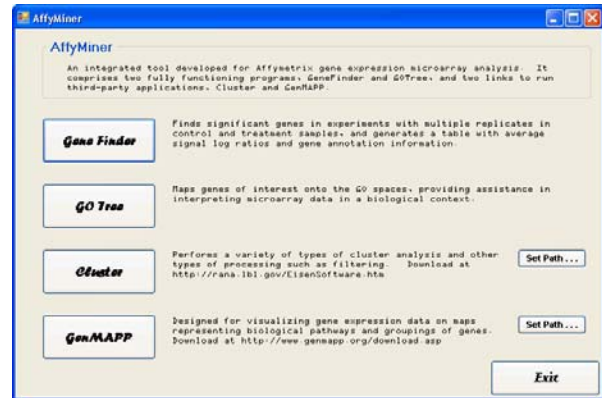 AffyMiner
AffyMiner
An integrated tool developed for Affymetrix gene expression microarray analysis. It
comprises two fully functioning programs, GeneFinder and GOTree, and two links to run
third-party applications, Cluster and GenMAPP.
Gene Finder
Finds significant genes in experiments with multiple replicates in
control and treatment samples, and generates a table with average
signal log ratios and gene annotation information.
GO Tree
Maps genes of interest onto the GO spaces, providing assistance in
interpreting microarray data in a biological context.
Cluster
Performs a variety of types of cluster analysis and other
types of processing such as filtering. Download at
http://rana.lbl.gov/EisenSoftware.htm
Set Path...
GenMAPP
Designed for visualizing gene expression data on maps
representing biological pathways and groupings of genes.
Download at http://www.genmapp.org/download.asp
Set Path...
Exit